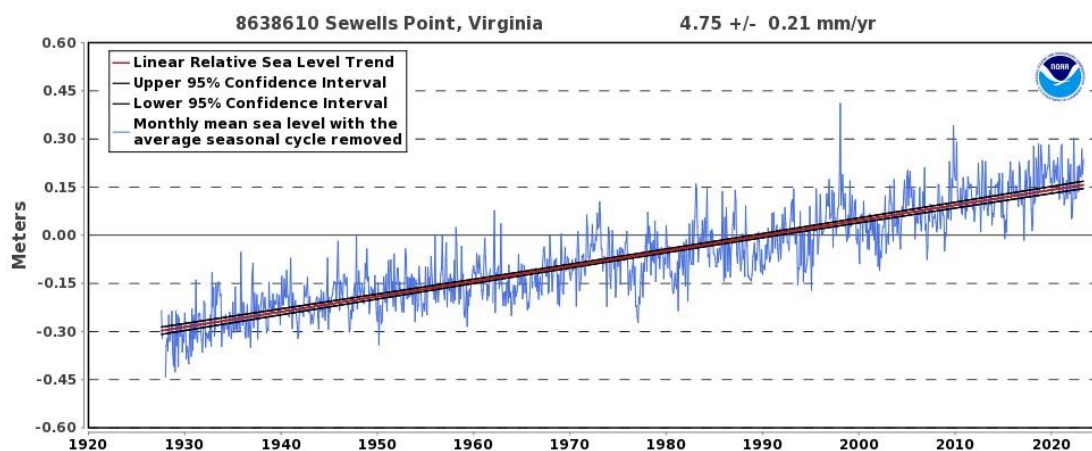 8638610 Sewells Point, Virginia 4.75 +/- 0.21 mm/yr
Linear Relative Sea Level Trend
Upper 95% Confidence Interval
Lower 95% Confidence Interval
Monthly mean sea level with the
average seasonal cycle removed
NOAA
Meters
0.60
0.45
0.30
0.15
0.00
-0.15
-0.30
-0.45
-0.60
1920
1930
1940
1950
1960
1970
1980
1990
2000
2010
2020